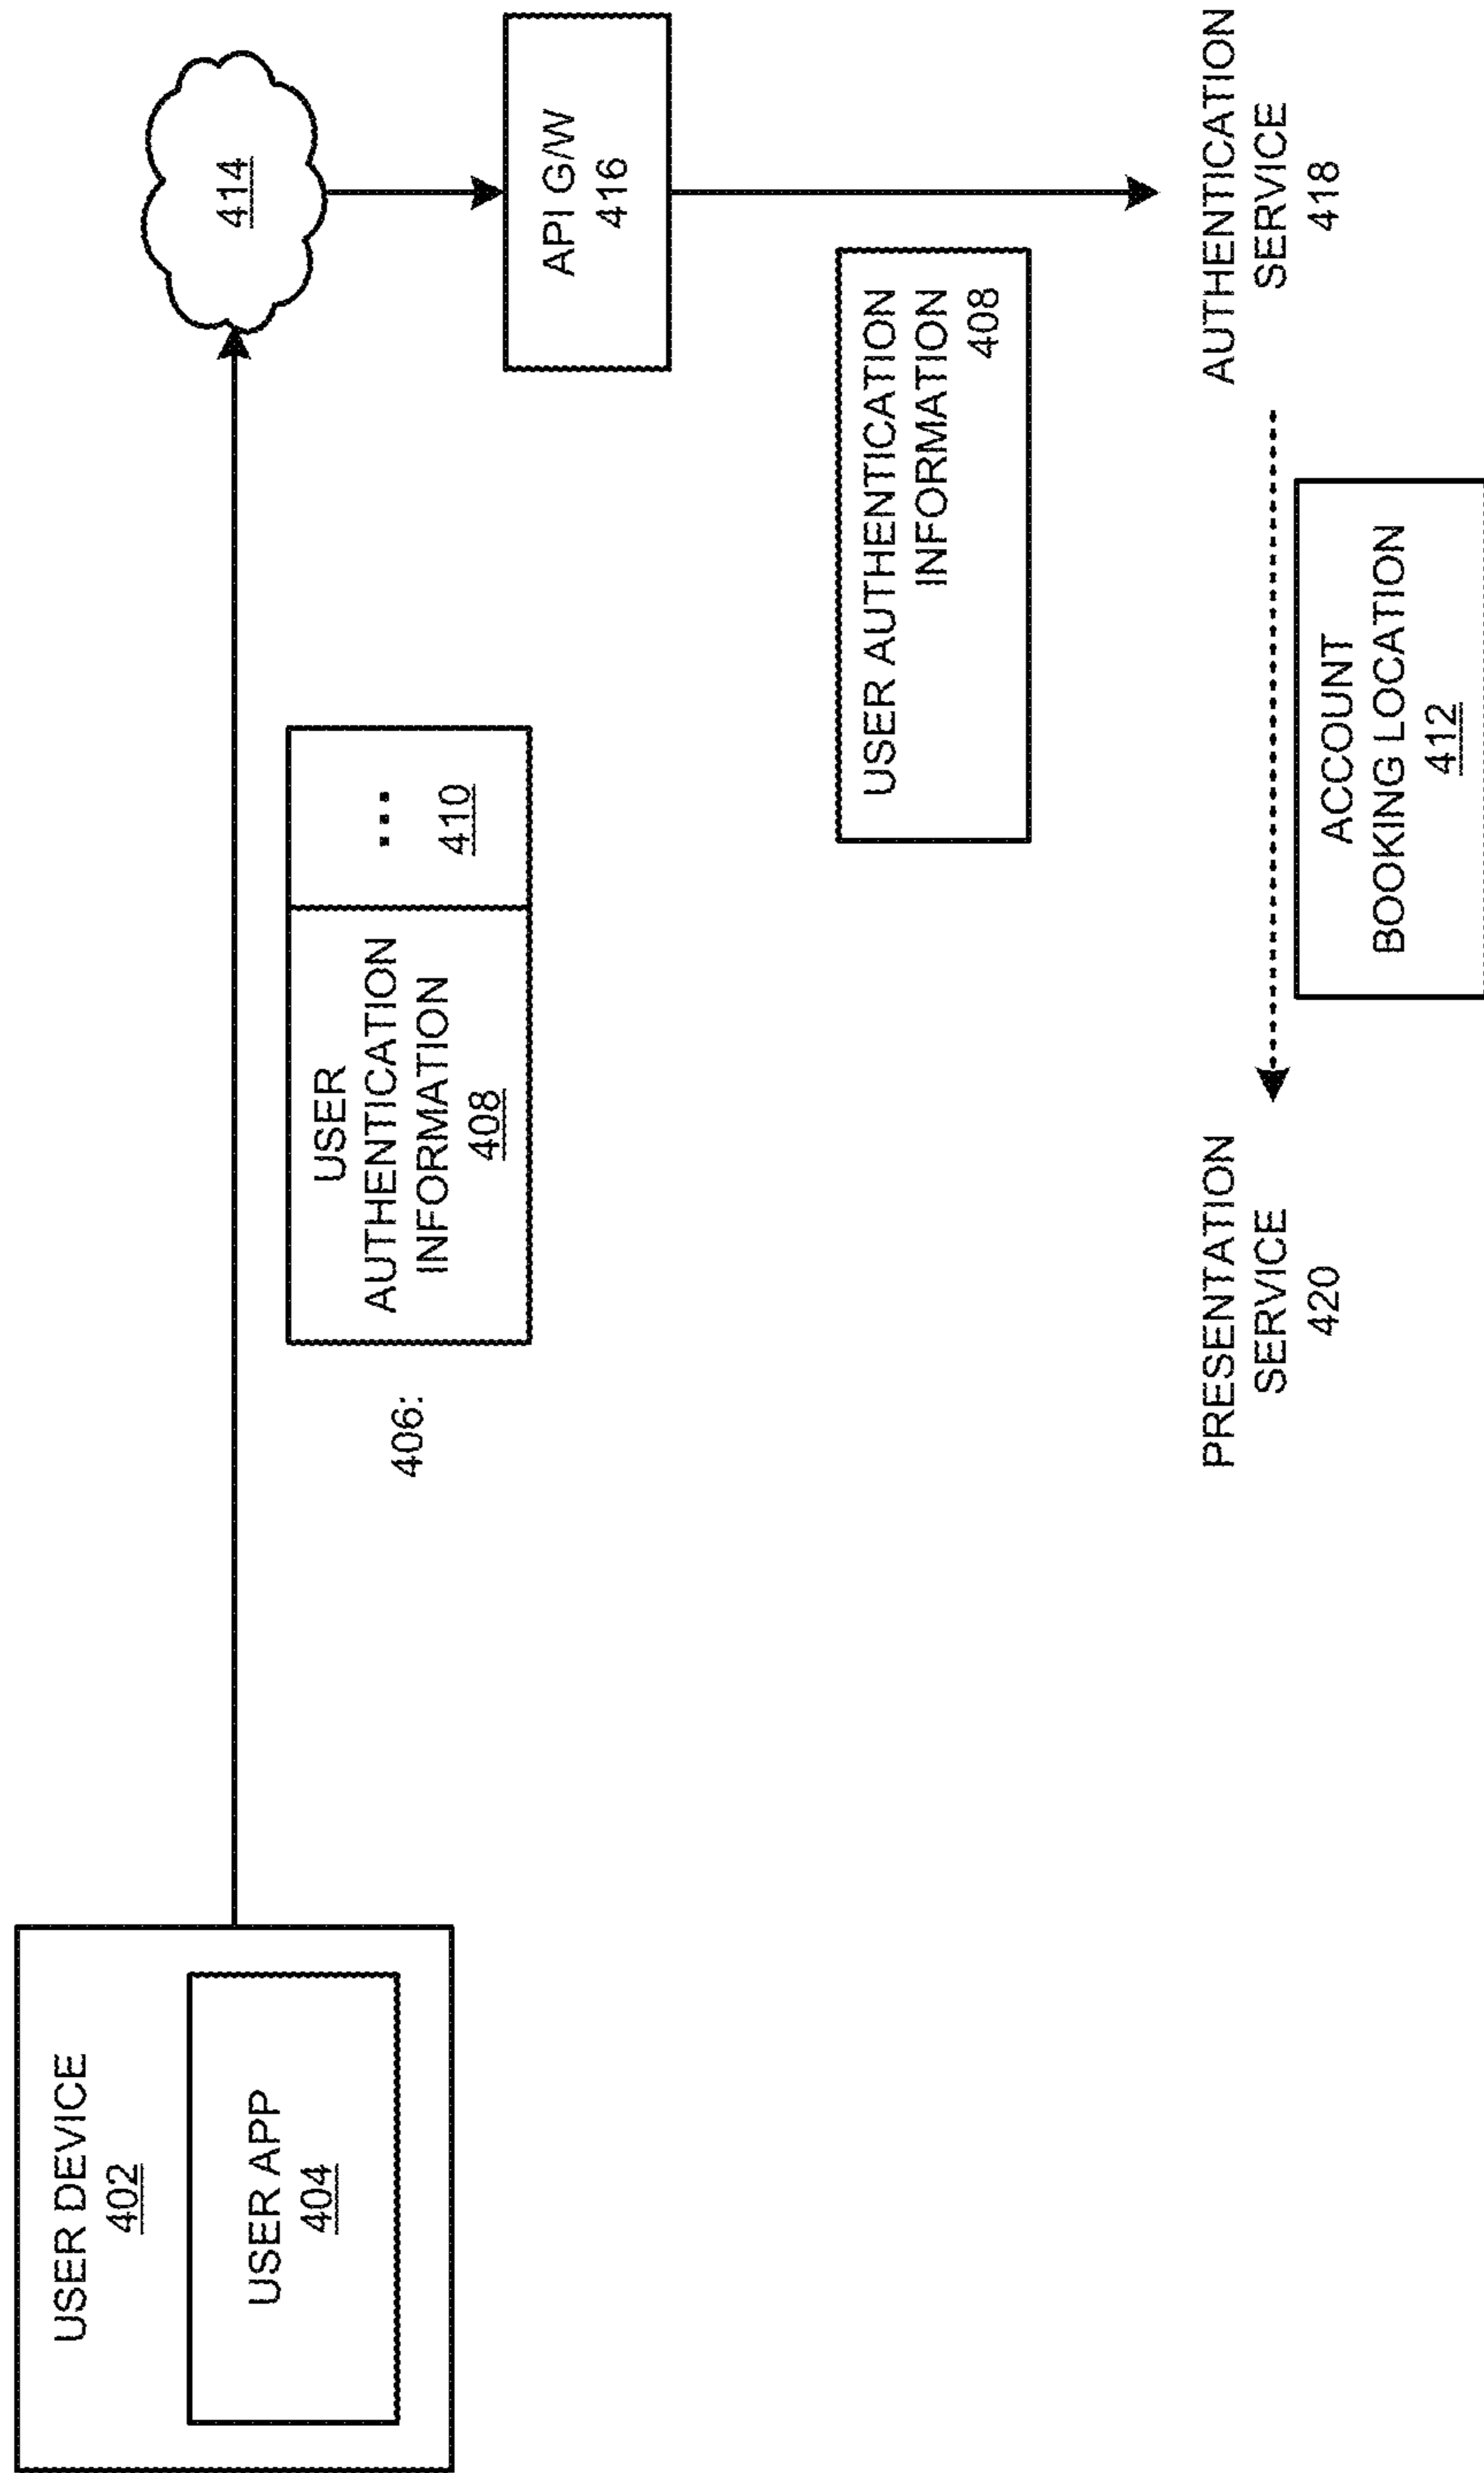 USER DEVICE
402
USER APP
404
414
406:
USER
AUTHENTICATION
INFORMATION
408
...
410
API G/W
416
USER AUTHENTICATION
INFORMATION
408
PRESENTATION
SERVICE
420
AUTHENTICATION
SERVICE
418
ACCOUNT
BOOKING LOCATION
412